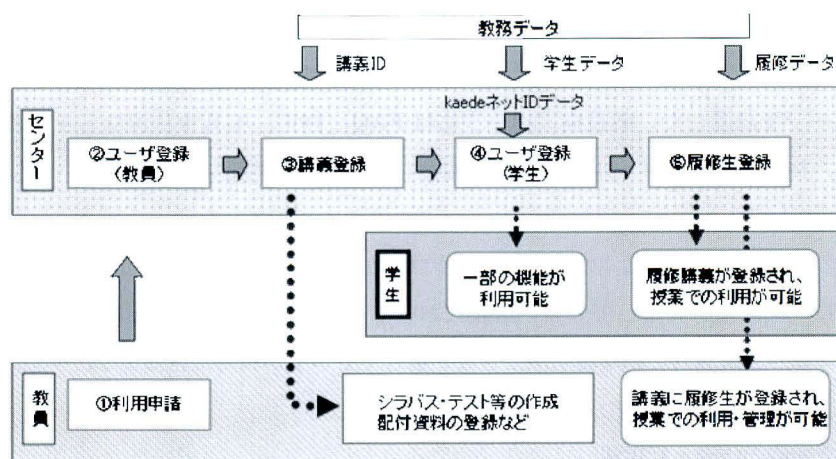 教務データ
講義ID
学生データ
履修データ
kaedeネットIDデータ
センター
②ユーザ登録
(教員)
③講義登録
④ユーザ登録
(学生)
⑤履修生登録
学生
一部の機能が
利用可能
履修講義が登録され、
授業での利用が可能
教員
①利用申請
シラバス・テスト等の作成
配付資料の登録など
講義に履修生が登録され、
授業での利用・管理が可能